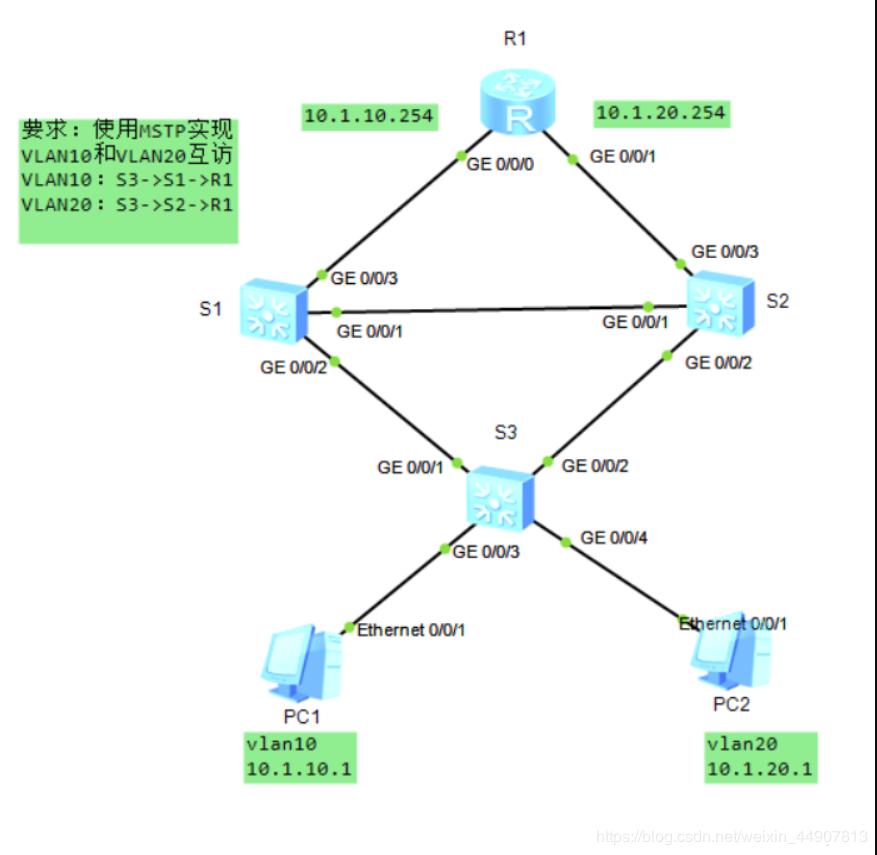 R1
10.1.10.254
10.1.20.254
要求：使用MSTP实现
VLAN10和VLAN20互访
VLAN10：S3->S1->R1
VLAN20：S3->S2->R1
R
GE 0/0/0
GE 0/0/1
GE 0/0/3
GE 0/0/3
S1
S2
GE 0/0/1
GE 0/0/1
GE 0/0/2
GE 0/0/2
S3
GE 0/0/1
GE 0/0/2
GE 0/0/3
GE 0/0/4
Ethernet 0/0/1
Ethernet 0/0/1
PC1
PC2
vlan10
10.1.10.1
vlan20
10.1.20.1
https://blog.csdn.net/weixin_44907813